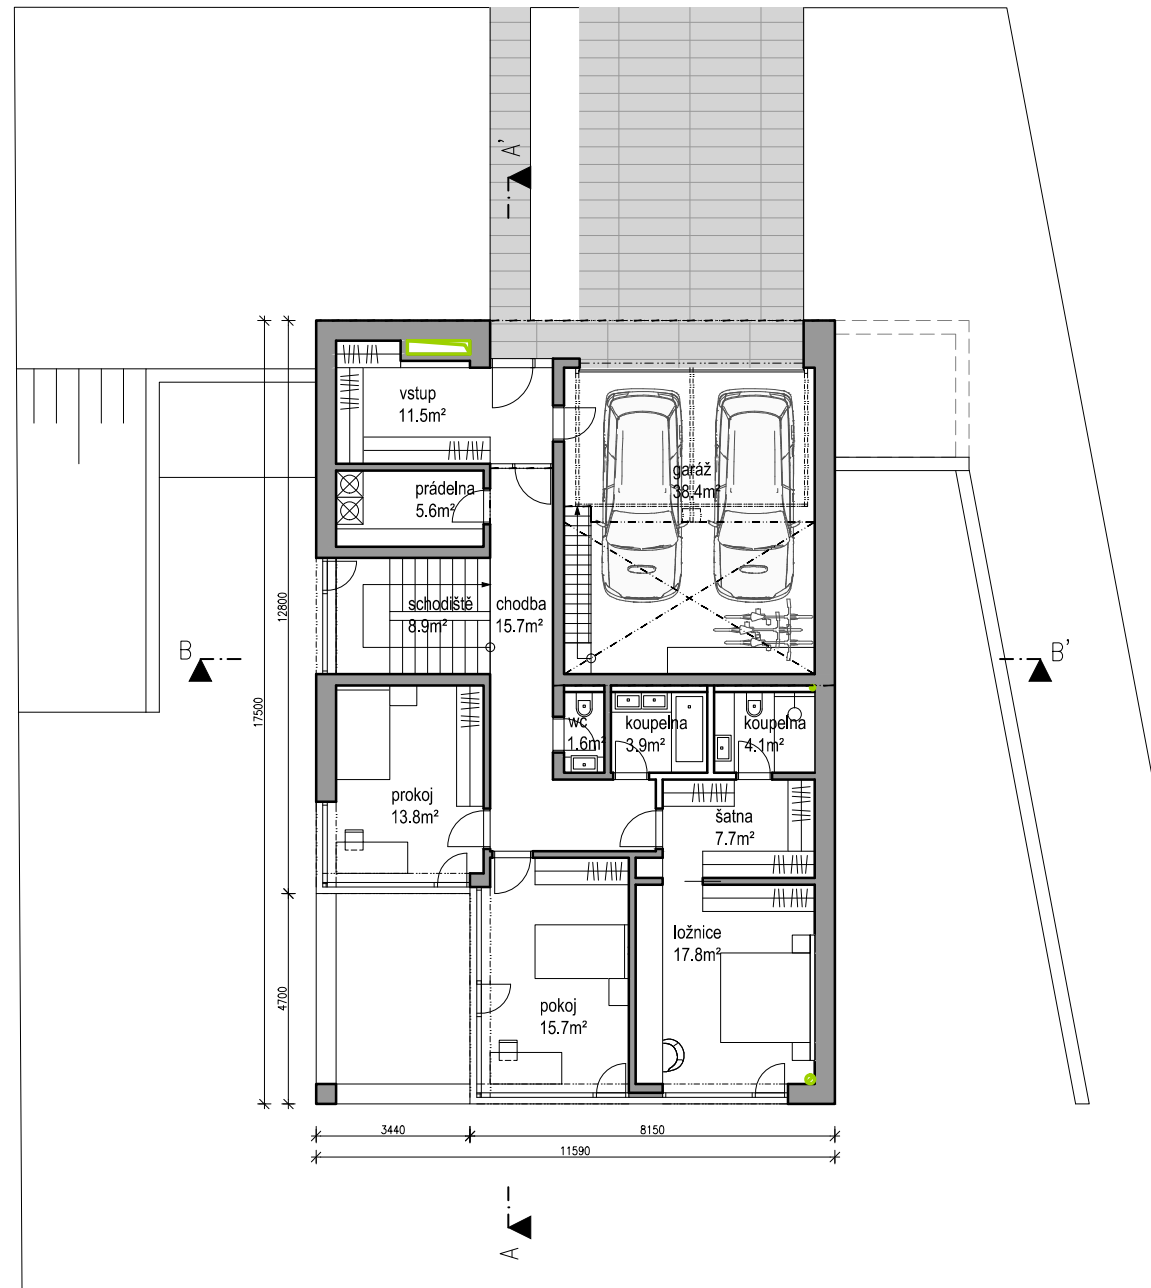 A'
vstup
11.5m²
garáž
38.4m²
prádelna
5.6m²
schodiště
8.9m²
chodba
15.7m²
12800
17500
4700
B
B'
wc
1.6m²
koupelna
3.9m²
koupelna
4.1m²
prokoj
13.8m²
šatna
7.7m²
ložnice
17.8m²
pokoj
15.7m²
3440
8150
11590
A